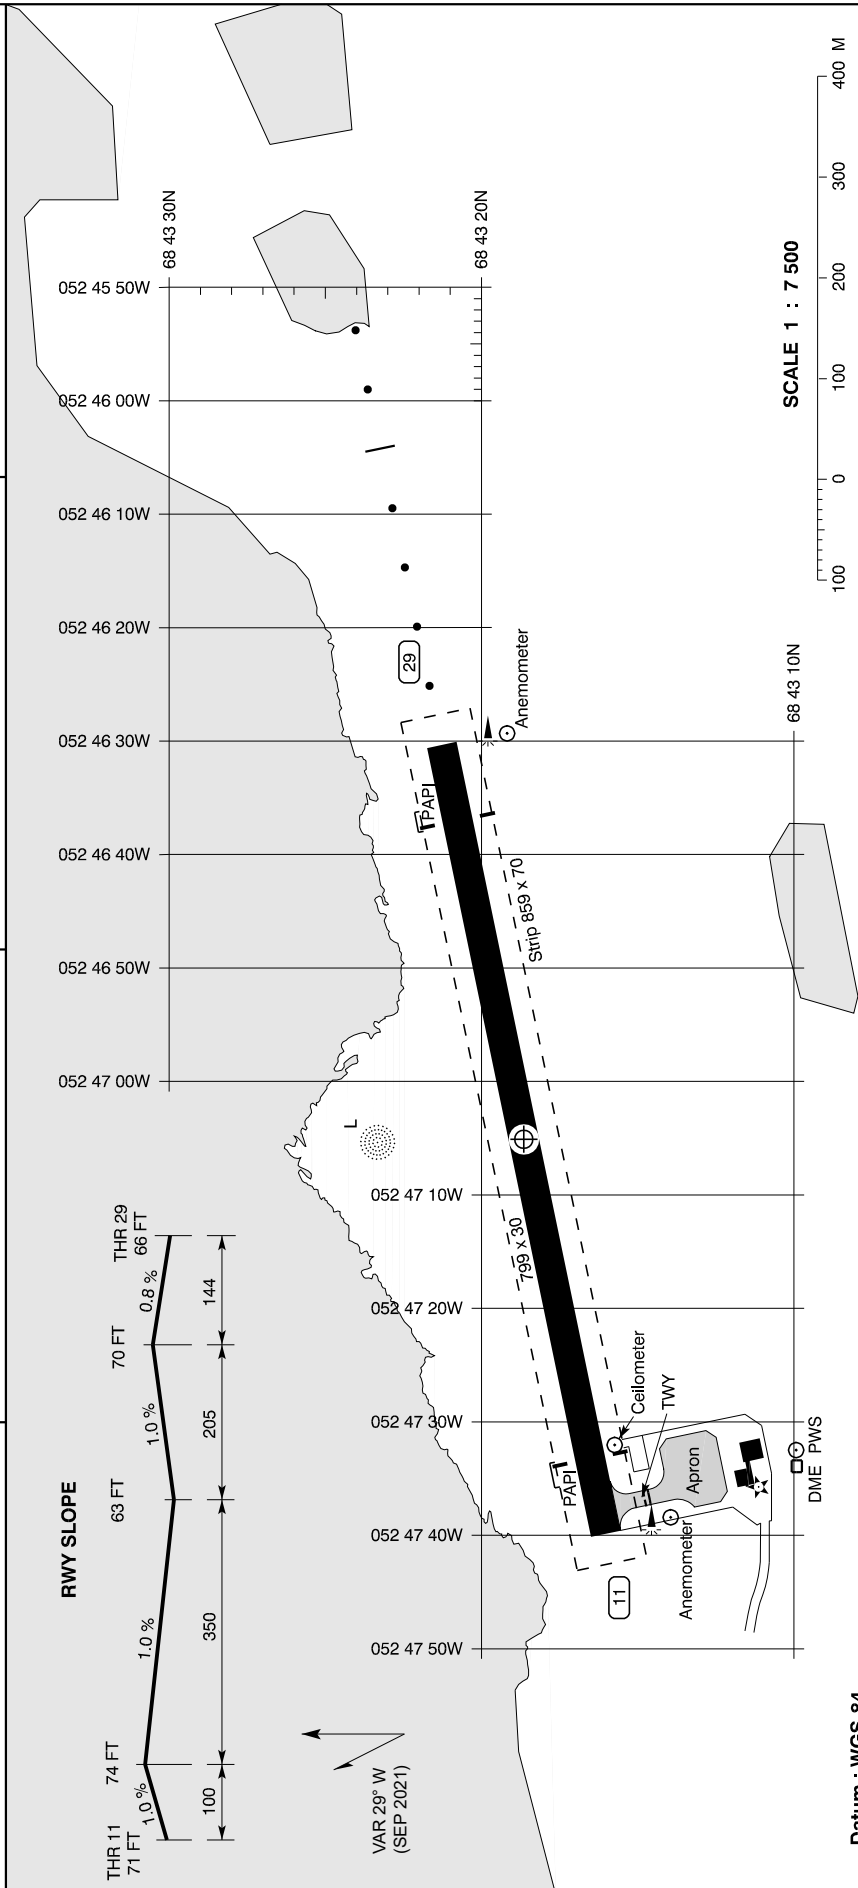 RWY SLOPE
THR 11
71 FT
74 FT
63 FT
70 FT
THR 29
66 FT
1.0 %
1.0 %
1.0 %
0.8 %
100
350
205
144
VAR 29° W
(SEP 2021)
052 45 50W
052 46 00W
052 46 10W
052 46 20W
052 46 30W
052 46 40W
052 46 50W
052 47 00W
052 47 10W
052 47 20W
052 47 30W
052 47 40W
052 47 50W
68 43 30N
68 43 20N
68 43 10N
L
29
Anemometer
PAPI
Strip 859 x 70
799 x 30
PAPI
Ceilometer
TWY
Apron
11
Anemometer
DME
PWS
SCALE 1 : 7 500
100
0
100
200
300
400 M
Datum : WGS 84